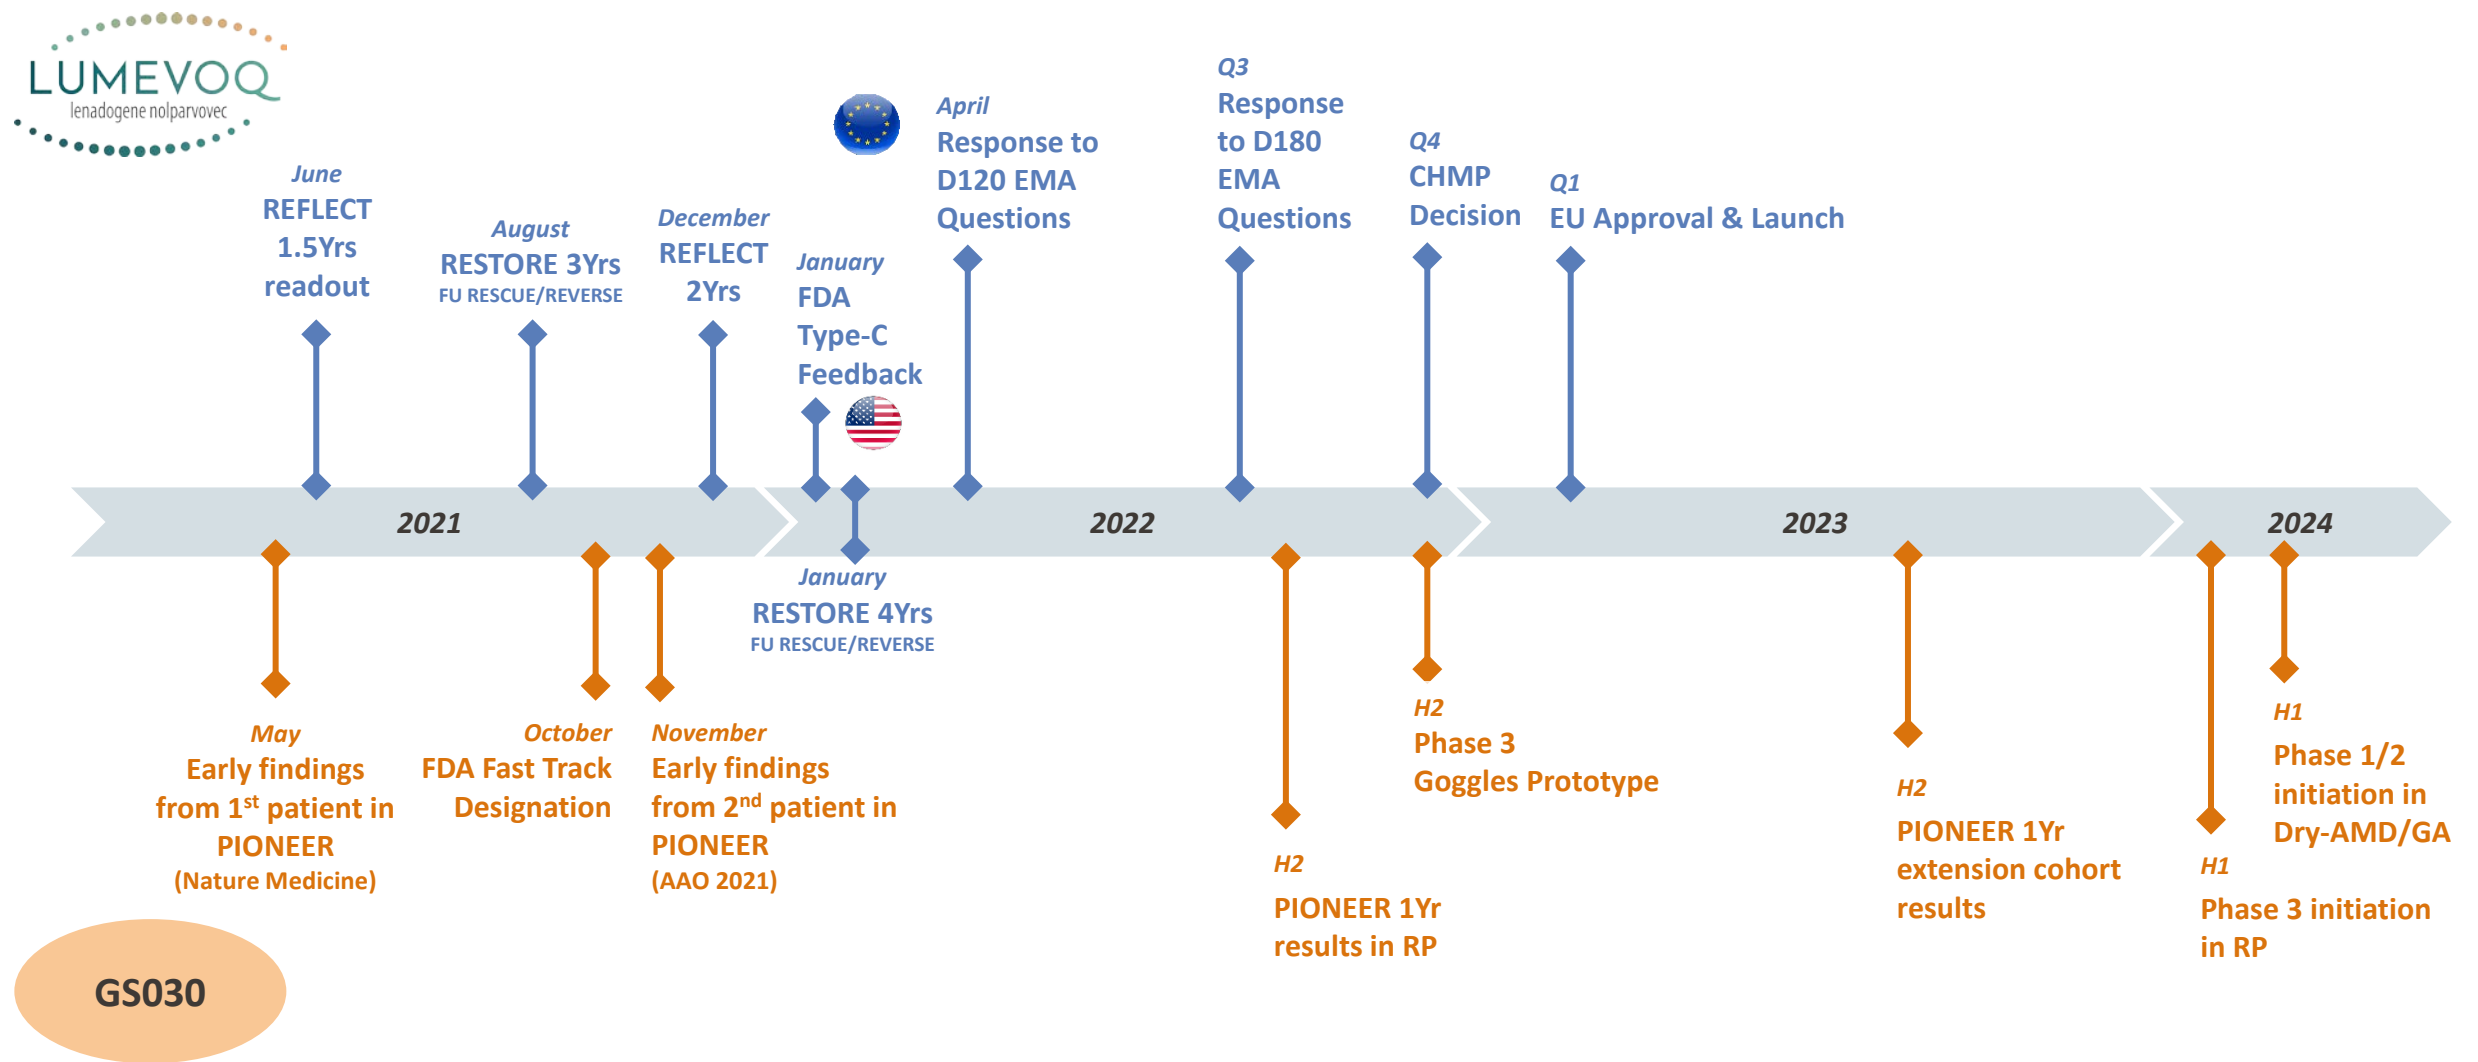 LUMEVOQ
lenadogene nolparvovec
June
REFLECT
1.5Yrs
readout
August
RESTORE 3Yrs
FU RESCUE/REVERSE
December
REFLECT
2Yrs
January
FDA
Type-C
Feedback
April
Response to
D120 EMA
Questions
Q3
Response
to D180
EMA
Questions
Q4
CHMP
Decision
Q1
EU Approval & Launch
2021
2022
2023
2024
January
RESTORE 4Yrs
FU RESCUE/REVERSE
May
Early findings
from 1st patient in
PIONEER
(Nature Medicine)
October
FDA Fast Track
Designation
November
Early findings
from 2nd patient in
PIONEER
(AAO 2021)
H2
PIONEER 1Yr
results in RP
H2
Phase 3
Goggles Prototype
H2
PIONEER 1Yr
extension cohort
results
H1
Phase 3 initiation
in RP
H1
Phase 1/2
initiation in
Dry-AMD/GA
GS030